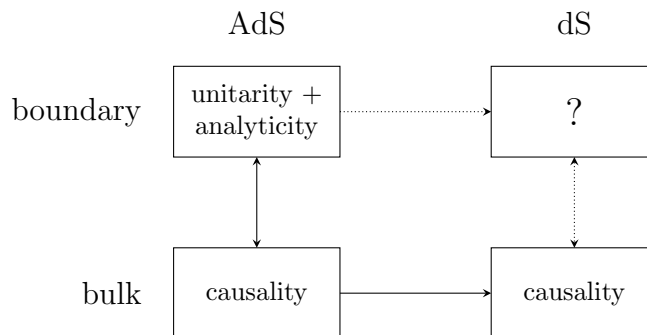 AdS
dS
boundary
unitarity +
analyticity
?
bulk
causality
causality